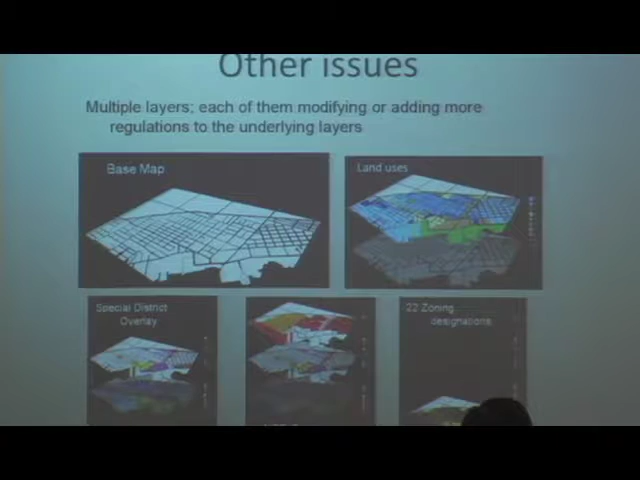 Other issues
Multiple layers; each of them modifying or adding more
regulations to the underlying layers
Base Map
Land uses
Special District
Overlay
22 Zoning
designations